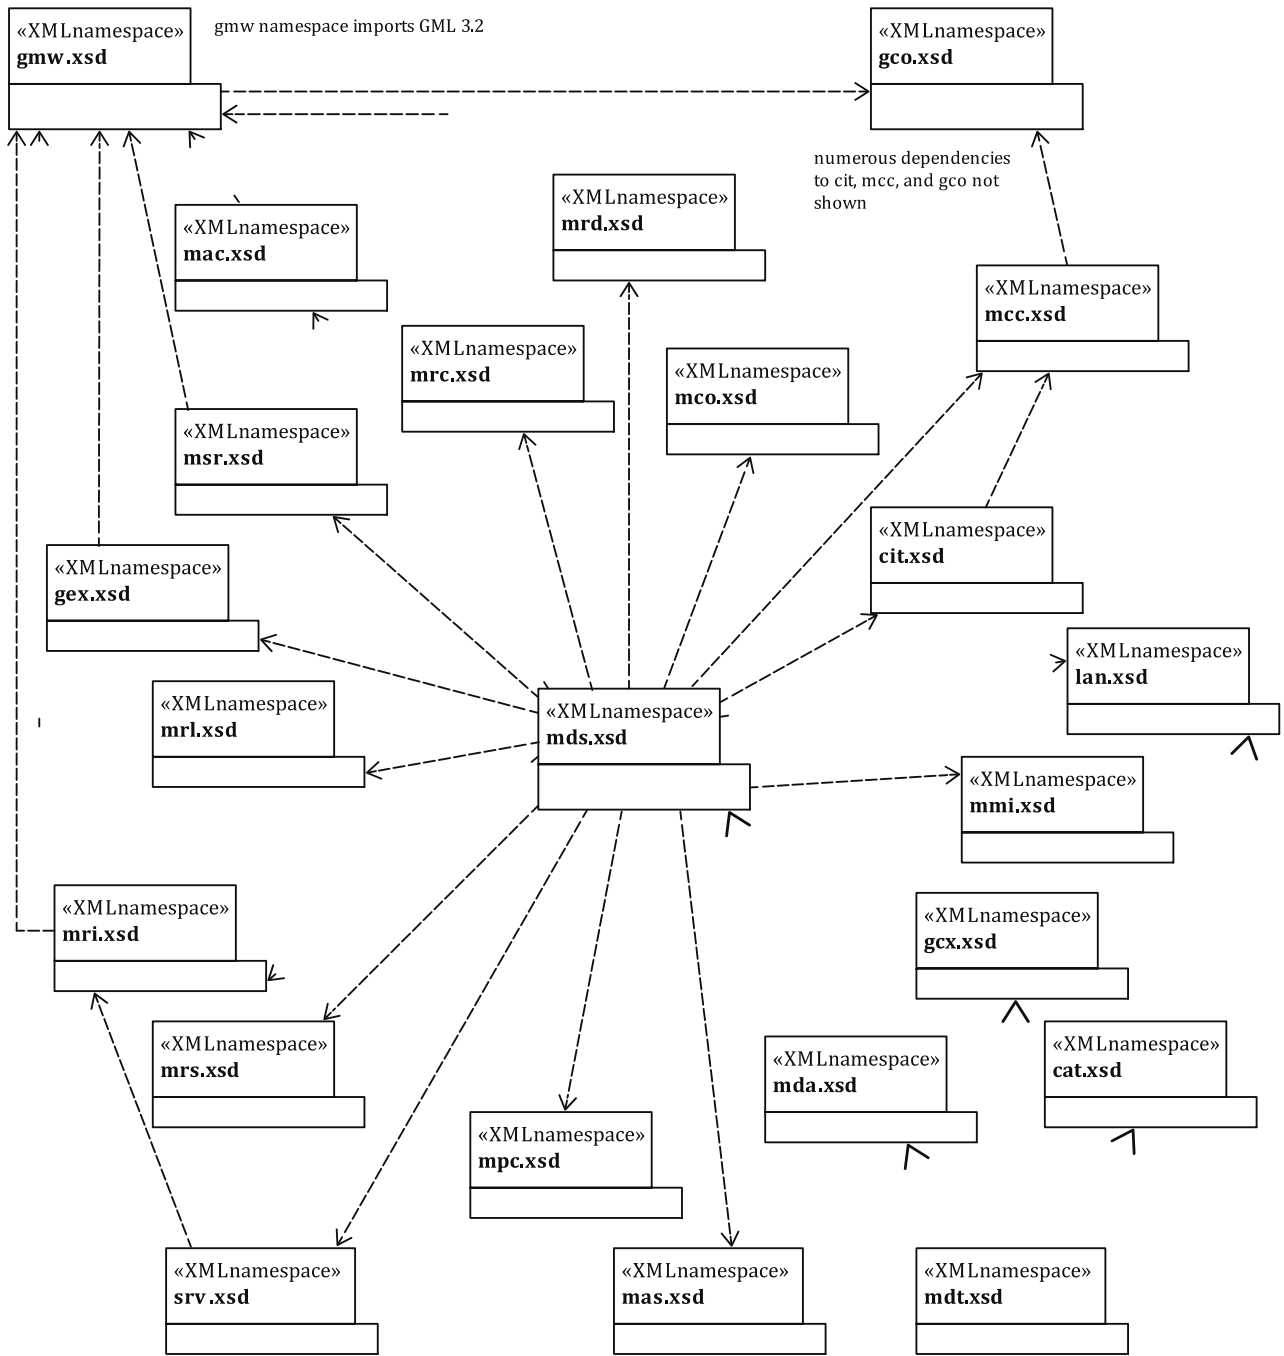 «XMLnamespace»
gmw.xsd
gmw namespace imports GML 3.2
«XMLnamespace»
gco.xsd
numerous dependencies
to cit, mcc, and gco not
shown
«XMLnamespace»
mrd.xsd
«XMLnamespace»
mac.xsd
«XMLnamespace»
mcc.xsd
«XMLnamespace»
mrc.xsd
«XMLnamespace»
mco.xsd
«XMLnamespace»
msr.xsd
«XMLnamespace»
cit.xsd
«XMLnamespace»
gex.xsd
«XMLnamespace»
lan.xsd
«XMLnamespace»
mrl.xsd
«XMLnamespace»
mds.xsd
«XMLnamespace»
mmi.xsd
«XMLnamespace»
mri.xsd
«XMLnamespace»
gcx.xsd
«XMLnamespace»
mrs.xsd
«XMLnamespace»
mda.xsd
«XMLnamespace»
cat.xsd
«XMLnamespace»
mpc.xsd
«XMLnamespace»
srv.xsd
«XMLnamespace»
mas.xsd
«XMLnamespace»
mdt.xsd